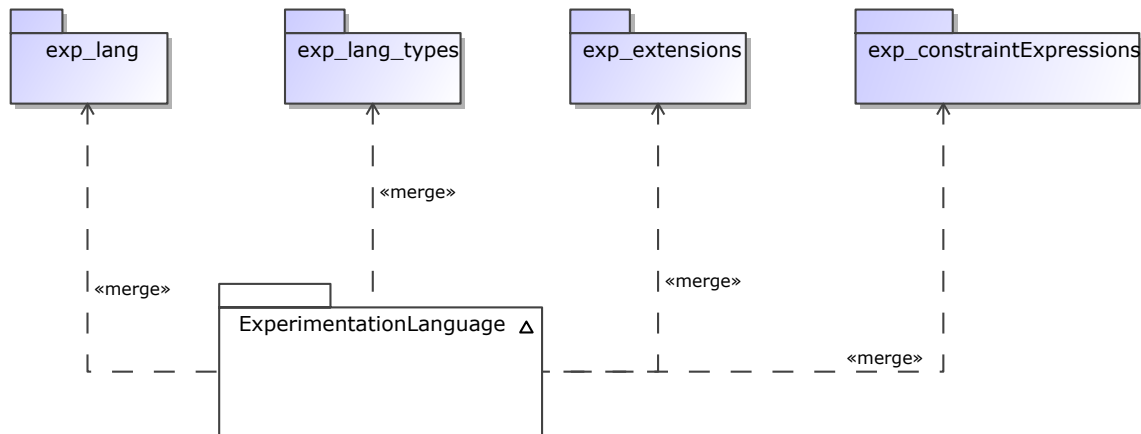 exp_lang
exp_lang_types
exp_extensions
exp_constraintExpressions
«merge»
«merge»
«merge»
ExperimentationLanguage
«merge»